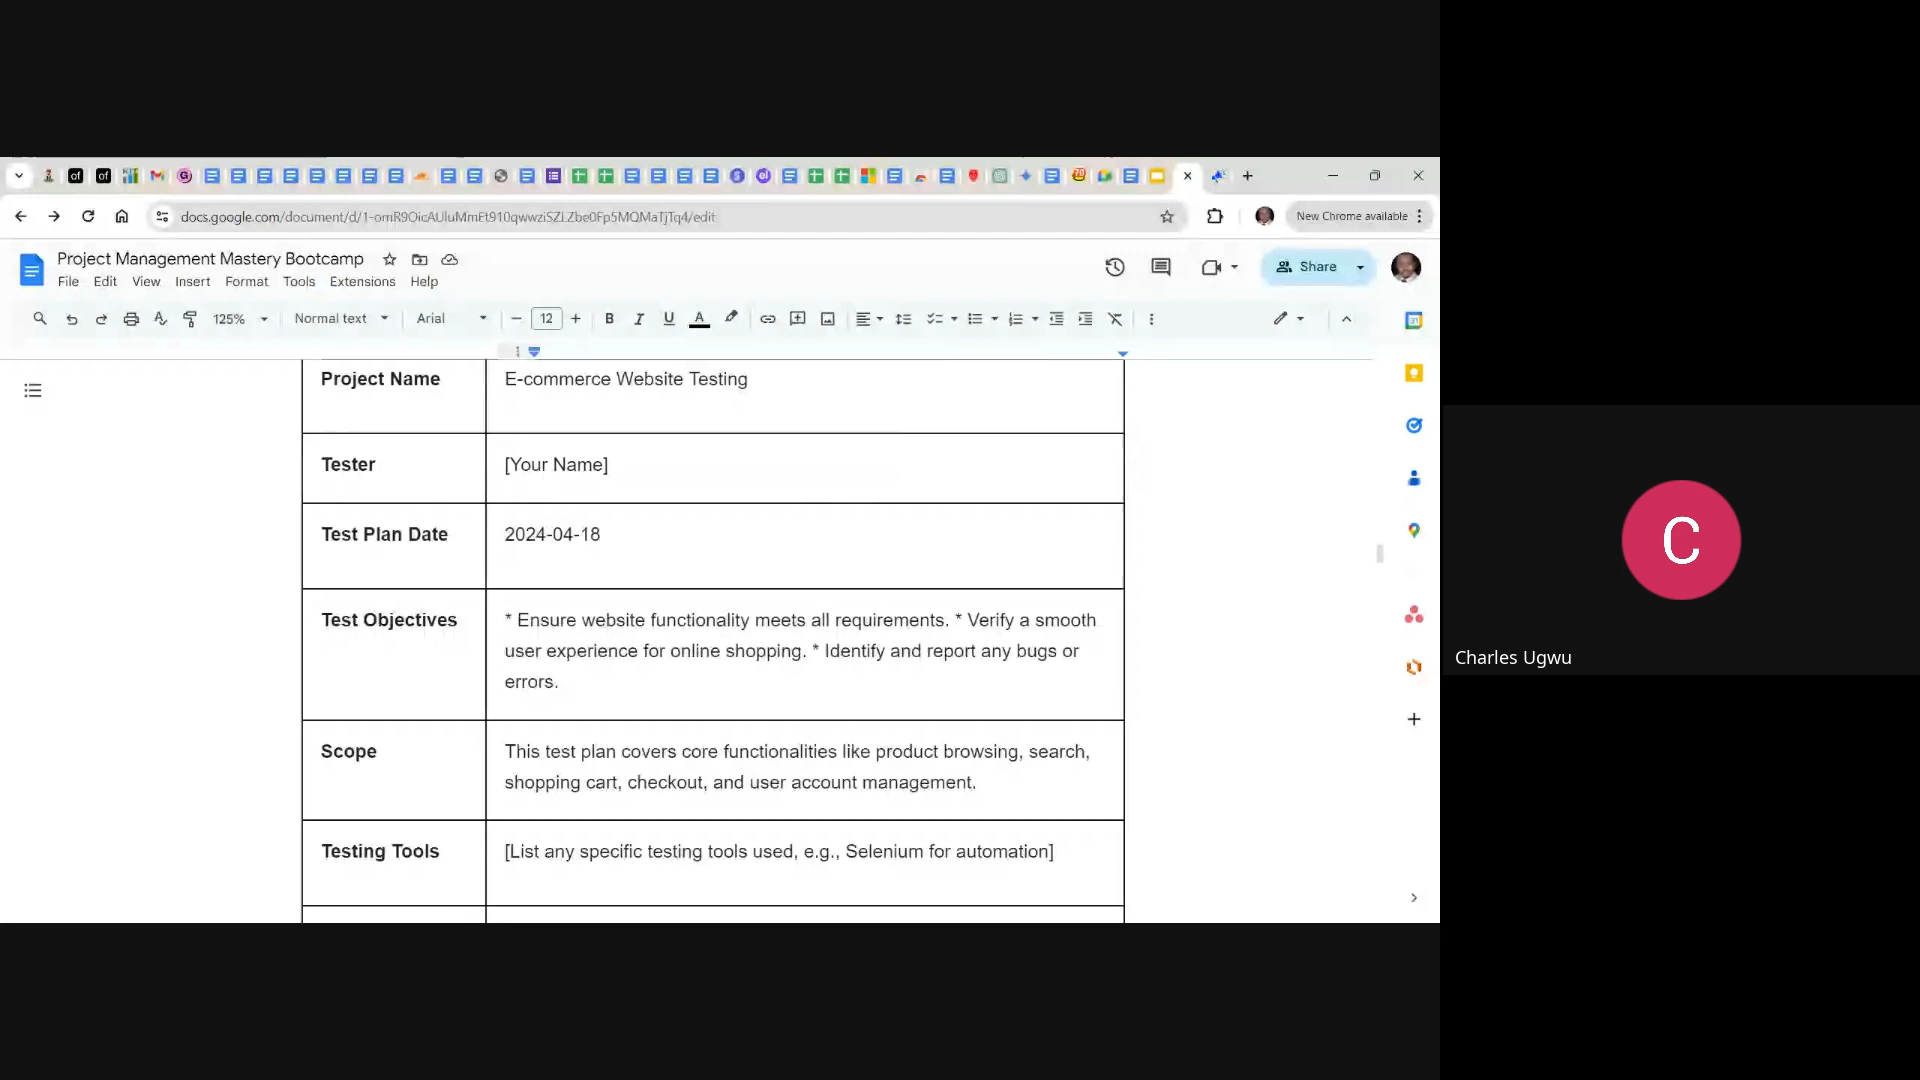 docs.google.com/document/d/1-omR9OicAUluMmEt910qwwziSZLZbe0Fp5MQMaTjTq4/edit
New Chrome available
Project Management Mastery Bootcamp
File Edit View Insert Format Tools Extensions Help
Share
125% Normal text Arial 12
Project Name E-commerce Website Testing
Tester [Your Name]
Test Plan Date 2024-04-18
Test Objectives * Ensure website functionality meets all requirements. * Verify a smooth
user experience for online shopping. * Identify and report any bugs or
errors.
Scope This test plan covers core functionalities like product browsing, search,
shopping cart, checkout, and user account management.
Testing Tools [List any specific testing tools used, e.g., Selenium for automation]
C
Charles Ugwu